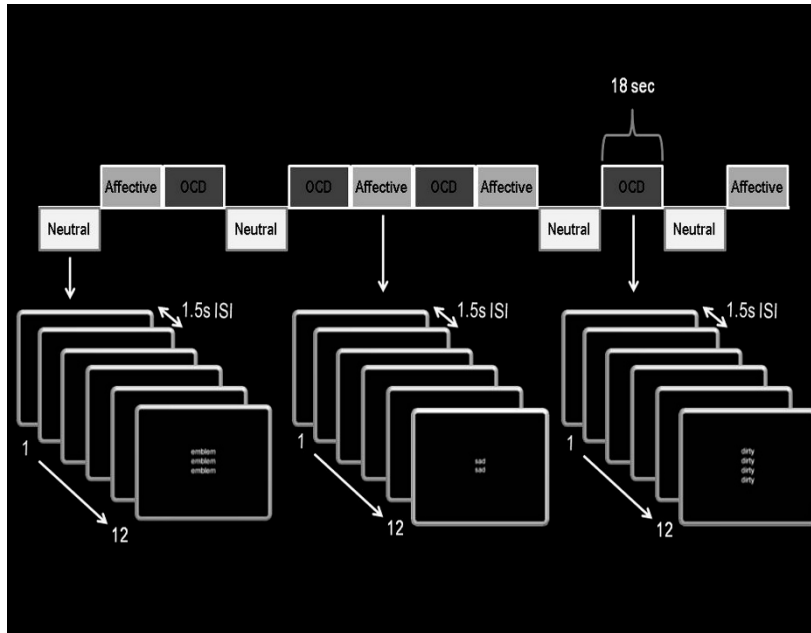 18 sec
Affective OCD OCD Affective OCD Affective OCD Affective
Neutral Neutral Neutral Neutral
1.5s ISI 1.5s ISI 1.5s ISI
emblem
emblem
emblem
sad
sad
dirty
dirty
dirty
dirty
1 1 1
12 12 12